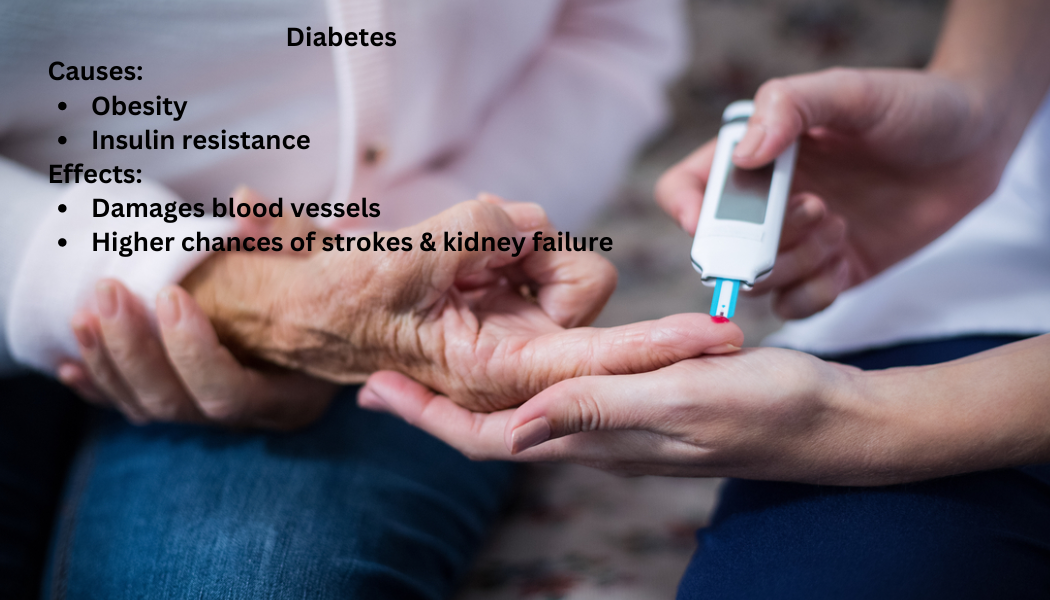 Diabetes
Causes:
• Obesity
• Insulin resistance
Effects:
• Damages blood vessels
• Higher chances of strokes & kidney failure